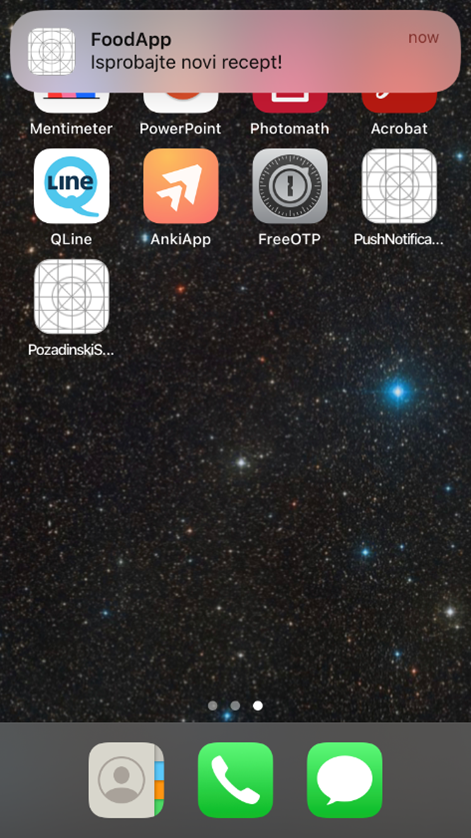 FoodApp
now
Isprobajte novi recept!
Mentimeter
PowerPoint
Photomath
Acrobat
LINE
QLine
AnkiApp
FreeOTP
PushNotifica...
PozadinskiS...